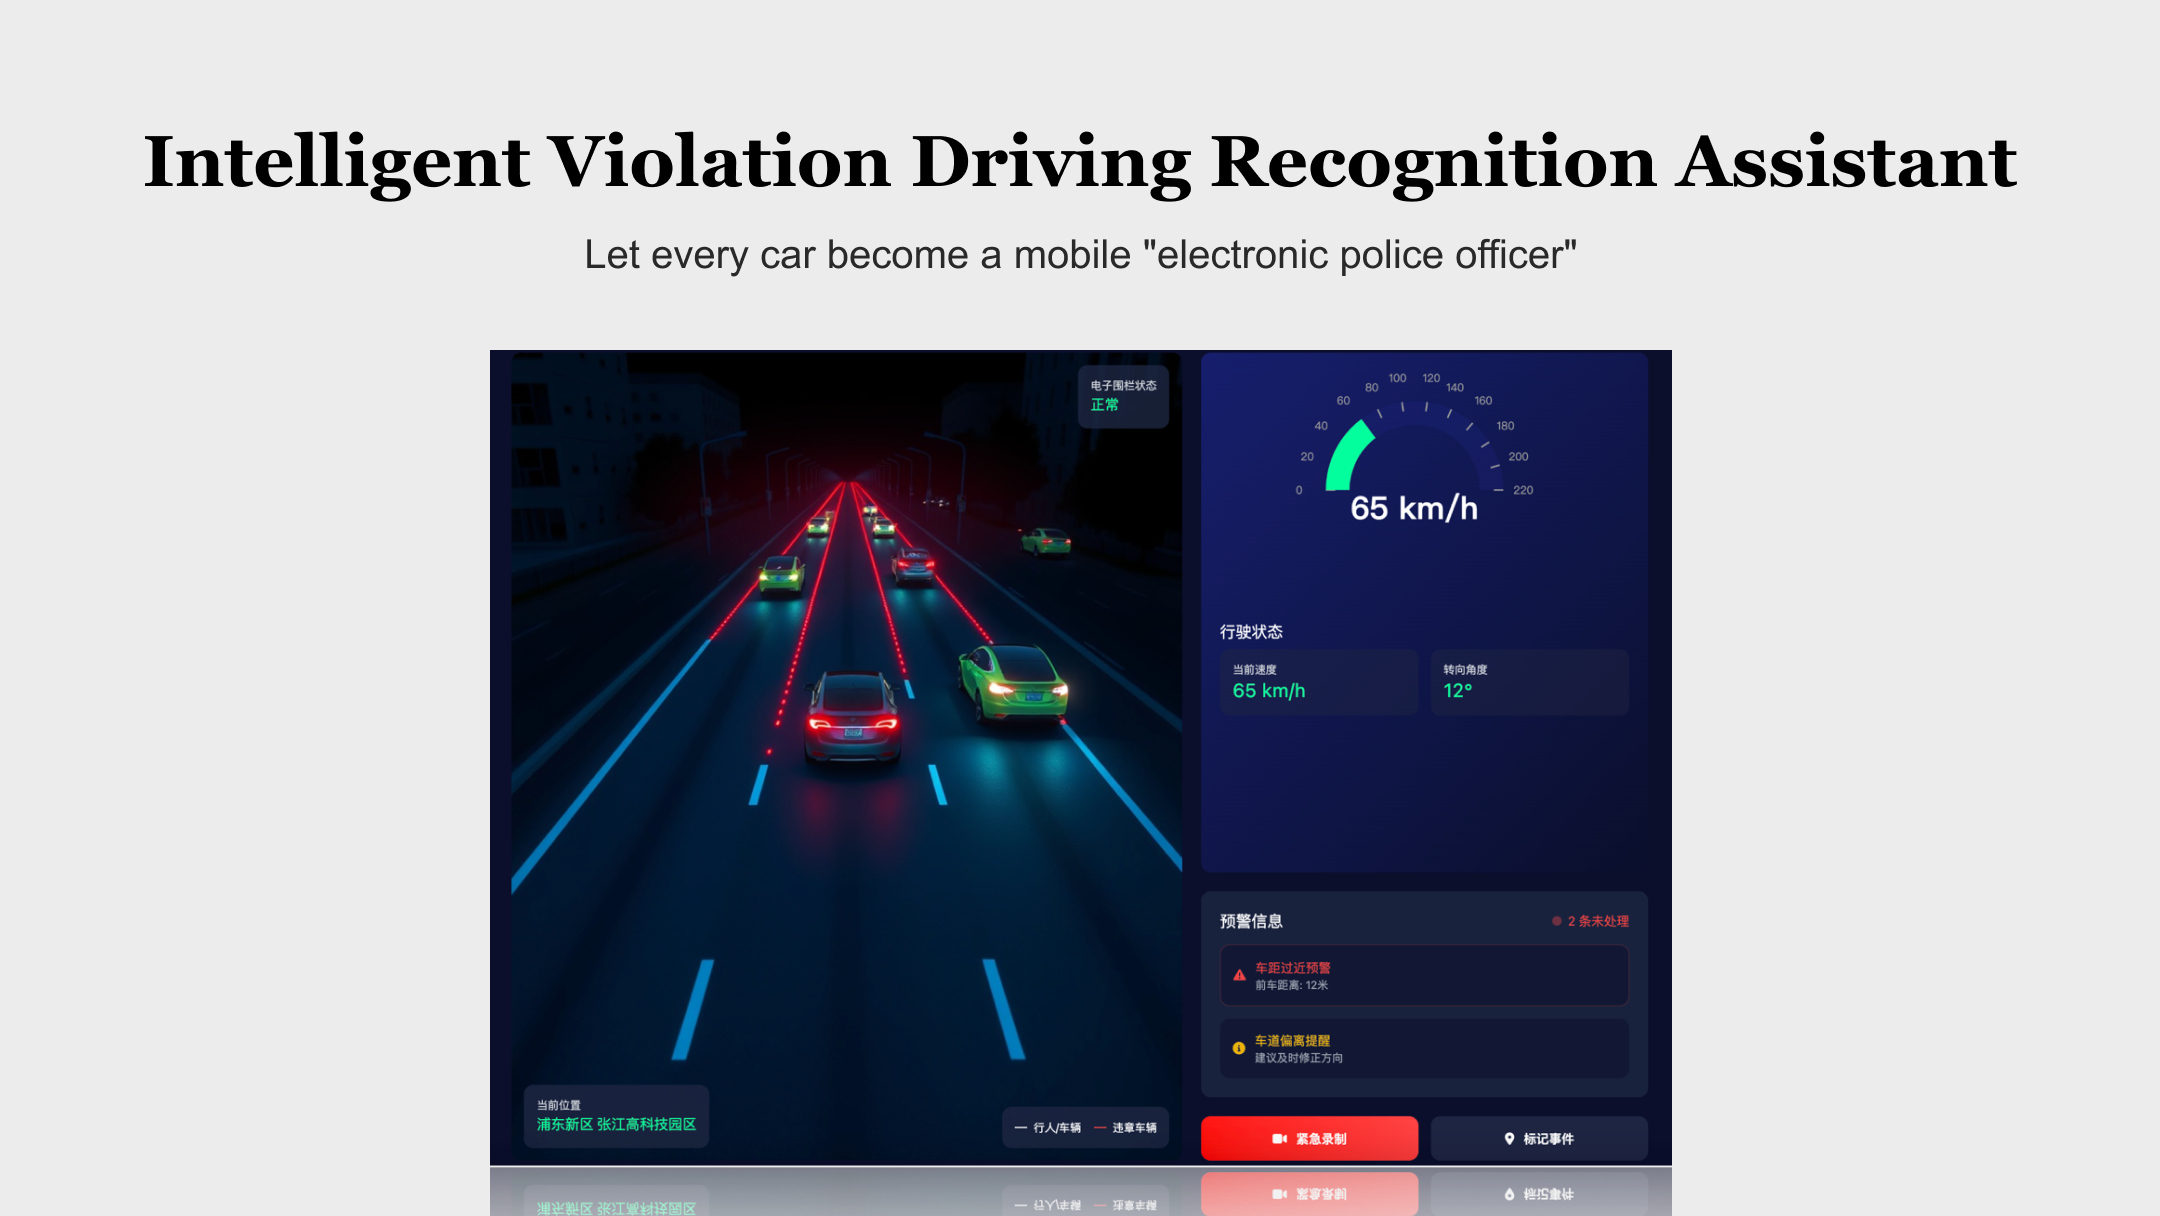 Intelligent Violation Driving Recognition Assistant
Let every car become a mobile "electronic police officer"
电子围栏状态
正常
当前位置
浦东新区 张江高科技园区
行人/车辆
违章车辆
0
20
40
60
80
100
120
140
160
180
200
220
65 km/h
行驶状态
当前速度
65 km/h
转向角度
12°
预警信息
2 条未处理
车距过近预警
前车距离: 12米
车道偏离提醒
建议及时修正方向
紧急录制
标记事件